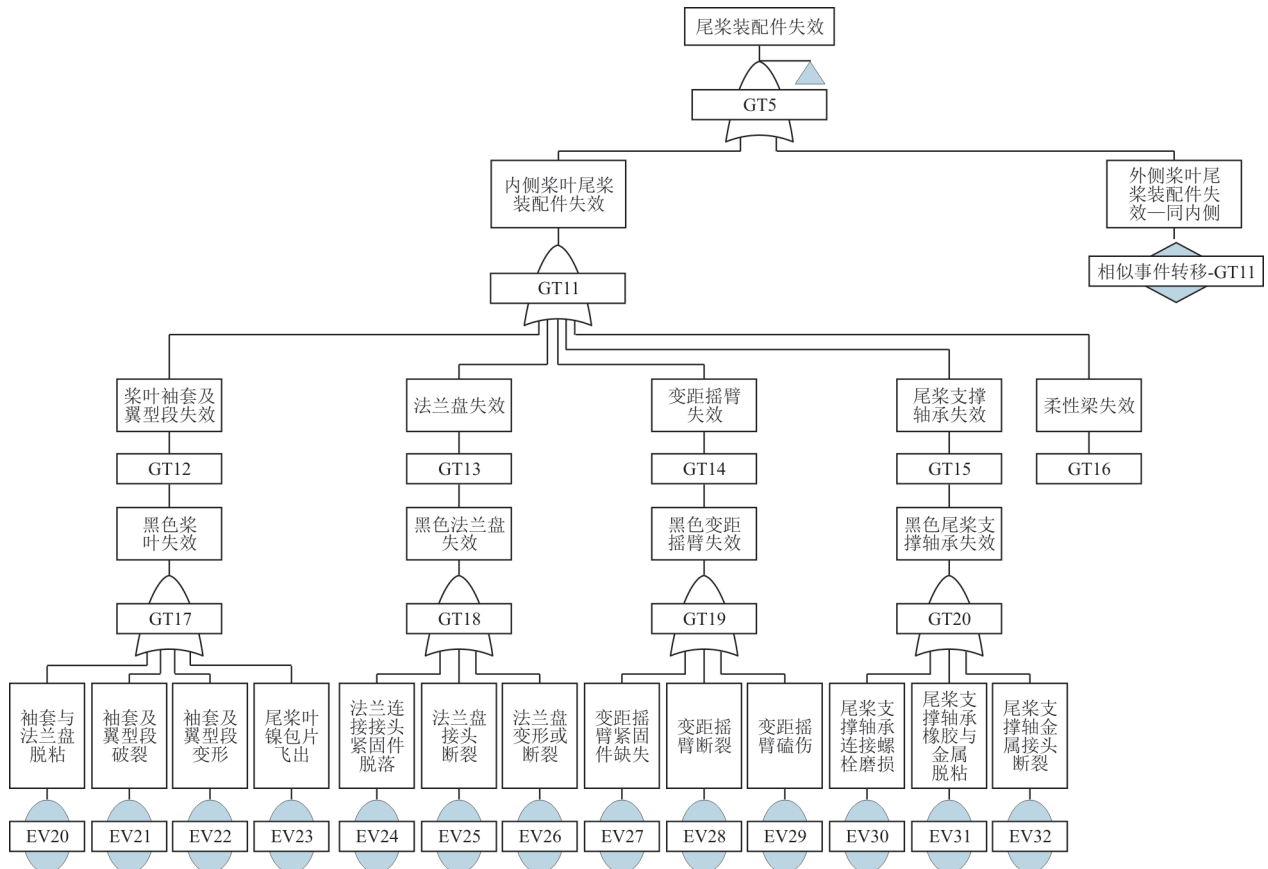 尾桨装配件失效
GT5
内侧桨叶尾桨
装配件失效
外侧桨叶尾
桨装配件失
效—同内侧
相似事件转移-GT11
GT11
桨叶袖套及
翼型段失效
法兰盘失效
变距摇臂
失效
尾桨支撑
轴承失效
柔性梁失效
GT12
GT13
GT14
GT15
GT16
黑色桨
叶失效
黑色法兰盘
失效
黑色变距
摇臂失效
黑色尾桨支
撑轴承失效
GT17
GT18
GT19
GT20
袖套与
法兰盘
脱粘
袖套及
翼型段
破裂
袖套及
翼型段
变形
尾桨叶
镍包片
飞出
法兰连
接接头
紧固件
脱落
法兰盘
接头
断裂
法兰盘
变形或
断裂
变距摇
臂紧固
件缺失
变距摇
臂断裂
变距摇
臂磕伤
尾桨支
撑轴承
连接螺
栓磨损
尾桨支
撑轴承
橡胶与
金属
脱粘
尾桨支
撑轴金
属接头
断裂
EV20
EV21
EV22
EV23
EV24
EV25
EV26
EV27
EV28
EV29
EV30
EV31
EV32